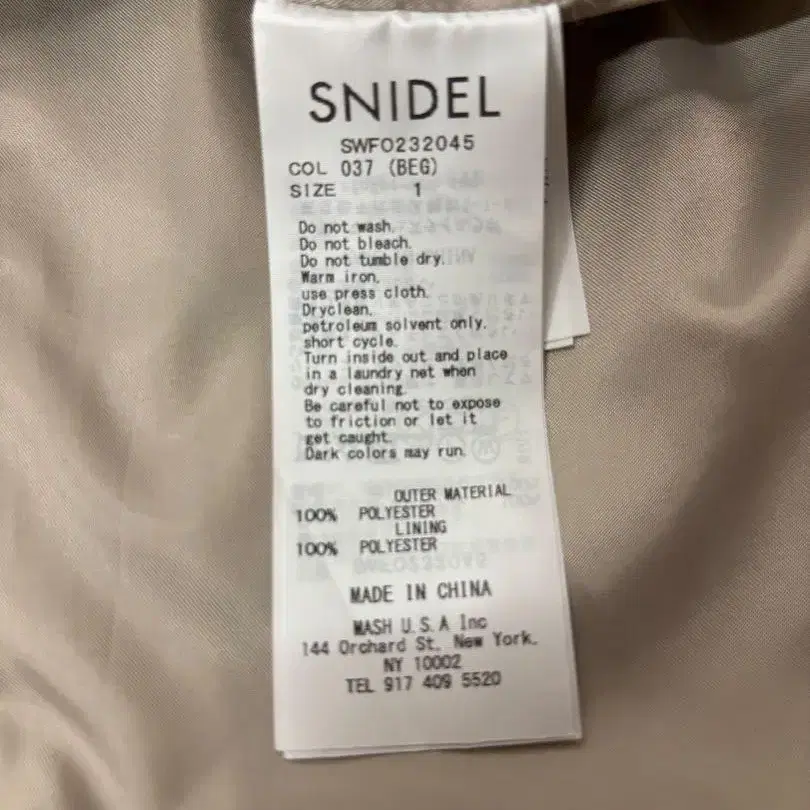 SNIDEL
SWFO232045
COL 037 (BEG)
SIZE 1
Do not wash.
Do not bleach.
Do not tumble dry.
Warm iron.
use press cloth.
Dryclean.
petroleum solvent only.
short cycle.
Turn inside out and place
in a laundry net when
dry cleaning.
Be careful not to expose
to friction or let it
get caught.
Dark colors may run.
OUTER MATERIAL
100% POLYESTER
LINING
100% POLYESTER
MADE IN CHINA
MASH U.S.A Inc
144 Orchard St. New York.
NY 10002
TEL 917 409 5520